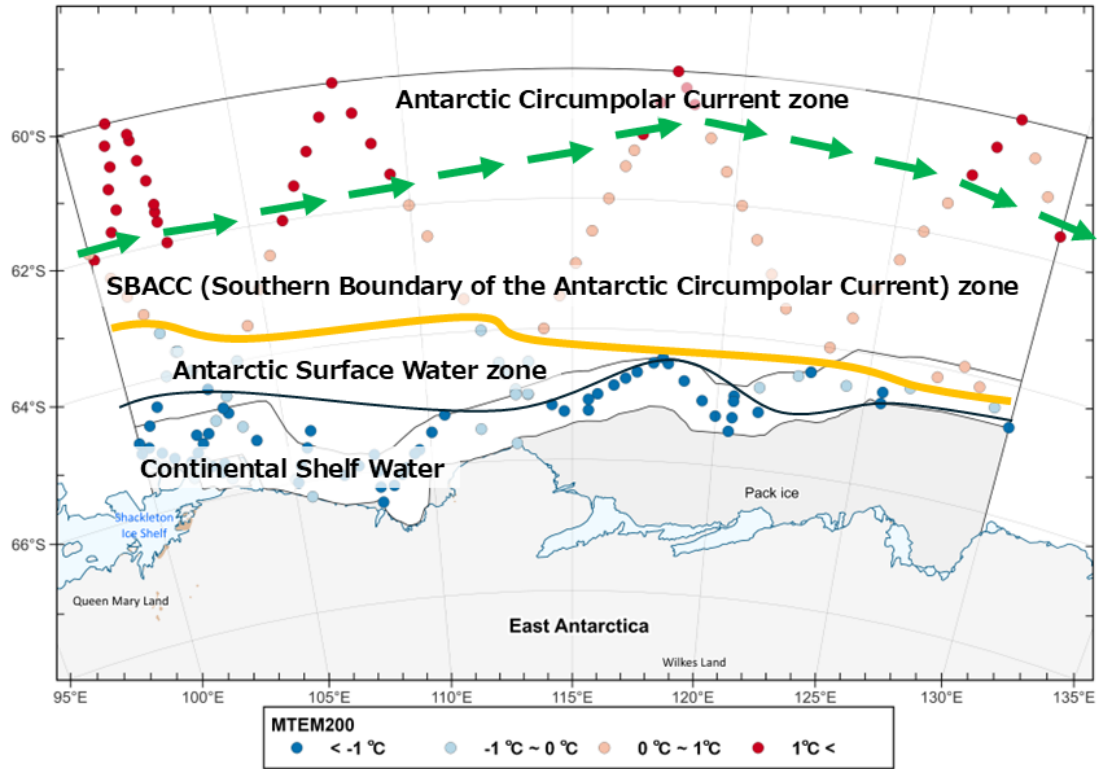 Antarctic Circumpolar Current zone
60°S
62°S
SBACC (Southern Boundary of the Antarctic Circumpolar Current) zone
Antarctic Surface Water zone
64°S
Continental Shelf Water
Pack ice
Shackleton
Ice Shelf
66°S
Queen Mary Land
East Antarctica
Wilkes Land
95°E 100°E 105°E 110°E 115°E 120°E 125°E 130°E 135°E
MTEM200
< -1 °C -1 °C ~ 0 °C 0 °C ~ 1°C 1°C <